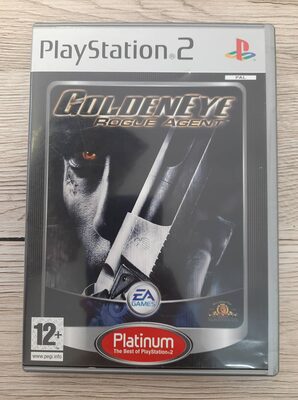 PlayStation®2
PAL
GOLDENEYE
ROGUE AGENT
EA
GAMES
12+
www.pegi.info
Platinum
The Best of PlayStation®2